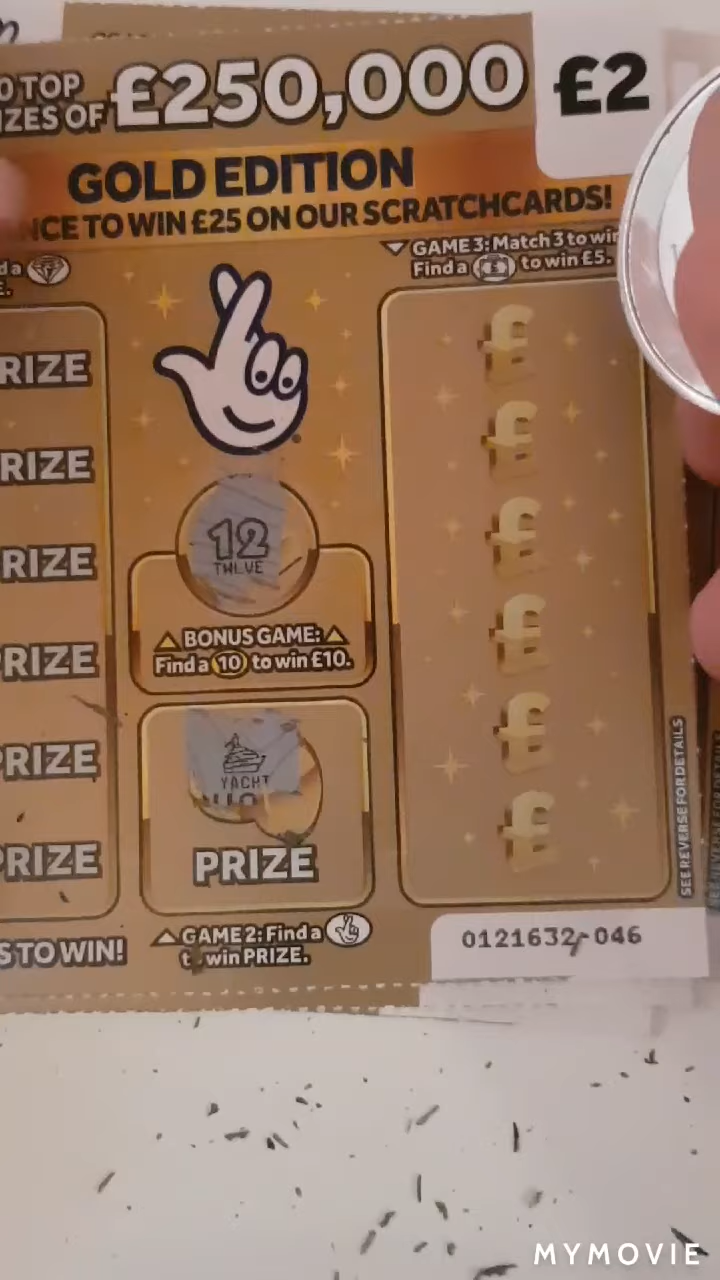 0 TOP
IZES OF £250,000
£2
GOLD EDITION
NCE TO WIN £25 ON OUR SCRATCHCARDS!
d a
E.
GAME 3: Match 3 to win
Find a £ to win £5.
RIZE
RIZE
RIZE
PRIZE
PRIZE
PRIZE
12
TWLVE
BONUS GAME:
Find a 10 to win £10.
YACHT
PRIZE
GAME 2: Find a
to win PRIZE.
S TO WIN!
£
£
£
£
£
£
SEE REVERSE FOR DETAILS
0121632-046
MYMOVIE